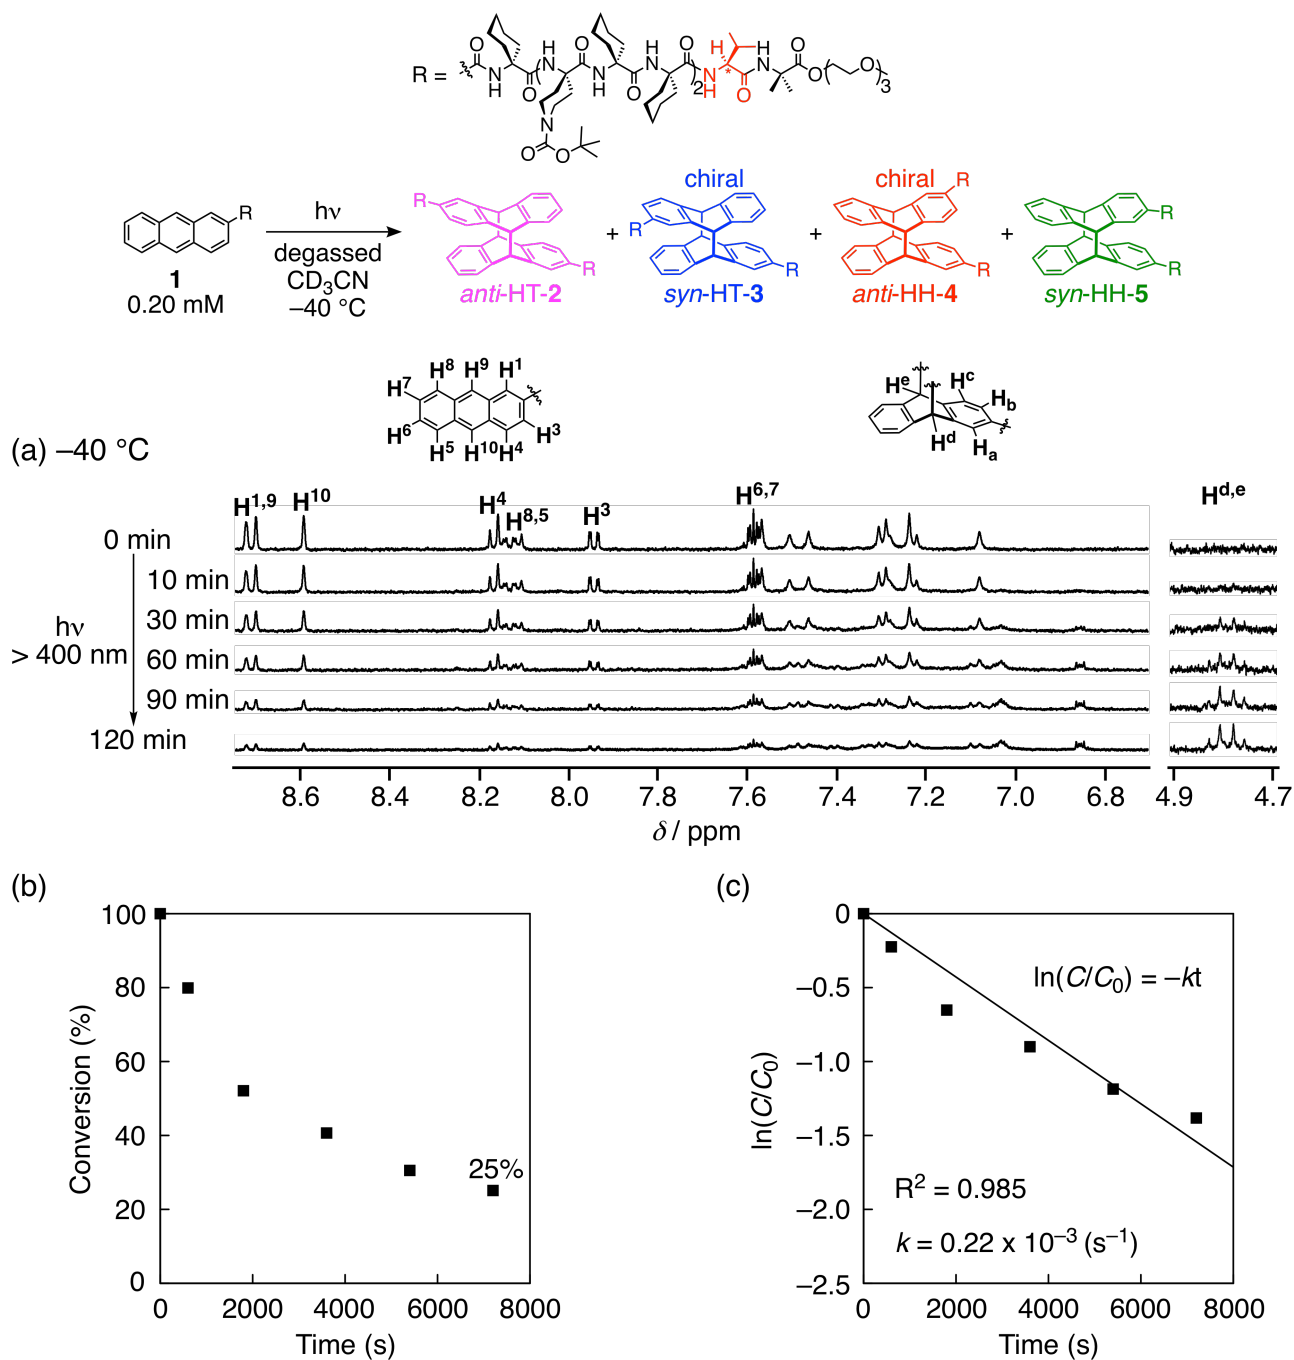 R =
O
H
N
O
H
N
O
H
N
O
N
H
O
N
H
O
N
H
O
O
O
3
2
*
N
O
O
hν
degassed
CD₃CN
–40 °C
R
1
0.20 mM
R
R
anti-HT-2
+
chiral
R
R
syn-HT-3
+
chiral
R
R
anti-HH-4
+
R
R
syn-HH-5
H⁷ H⁸ H⁹ H¹
H⁶ H⁵ H¹⁰ H⁴ H³
Hᵉ Hᶜ H_b
Hᵈ H_a
(a) –40 °C
H¹,⁹ H¹⁰ H⁴ H⁸,⁵ H³ H⁶,⁷ Hᵈ,ᵉ
0 min
10 min
30 min
hν
> 400 nm
60 min
90 min
120 min
8.6 8.4 8.2 8.0 7.8 7.6 7.4 7.2 7.0 6.8 4.9 4.7
δ / ppm
(b)
100
80
60
40
20
0
Conversion (%)
25%
0 2000 4000 6000 8000
Time (s)
(c)
0
–0.5
–1.0
–1.5
–2.0
–2.5
ln(C/C₀)
ln(C/C₀) = –kt
R² = 0.985
k = 0.22 x 10⁻³ (s⁻¹)
0 2000 4000 6000 8000
Time (s)